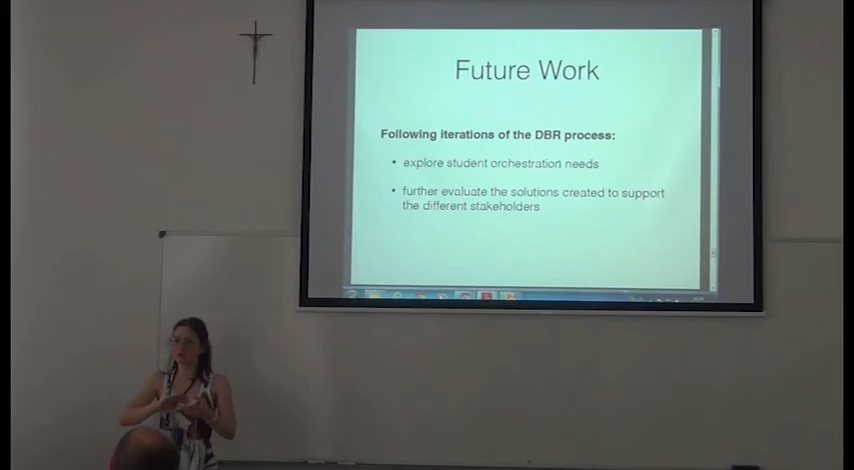 Future Work
Following iterations of the DBR process:
• explore student orchestration needs
• further evaluate the solutions created to support
the different stakeholders